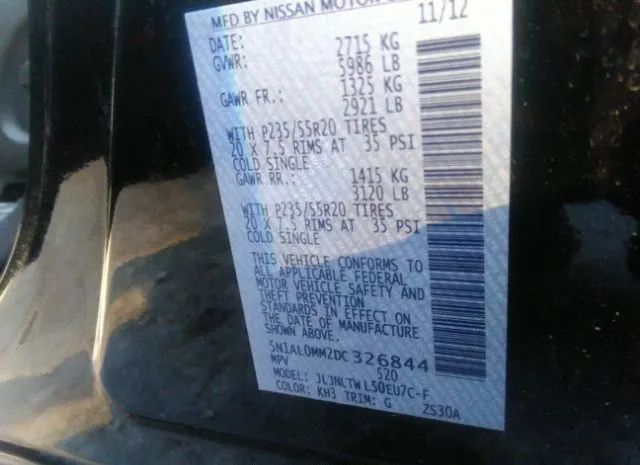 MFD BY NISSAN MOTOR
DATE: 11/12
GVWR: 2715 KG
5986 LB
GAWR FR.: 1325 KG
2921 LB
WITH P235/55R20 TIRES
20 X 7.5 RIMS AT 35 PSI
COLD SINGLE
GAWR RR.: 1415 KG
3120 LB
WITH P235/55R20 TIRES
20 X 7.5 RIMS AT 35 PSI
COLD SINGLE
THIS VEHICLE CONFORMS TO
ALL APPLICABLE FEDERAL
MOTOR VEHICLE SAFETY AND
THEFT PREVENTION
STANDARDS IN EFFECT ON
THE DATE OF MANUFACTURE
SHOWN ABOVE.
5N1AL0MM2DC326844
MPV 520
MODEL: JLJNLTWL50EU7C-F
COLOR: KH3 TRIM: G ZS30A